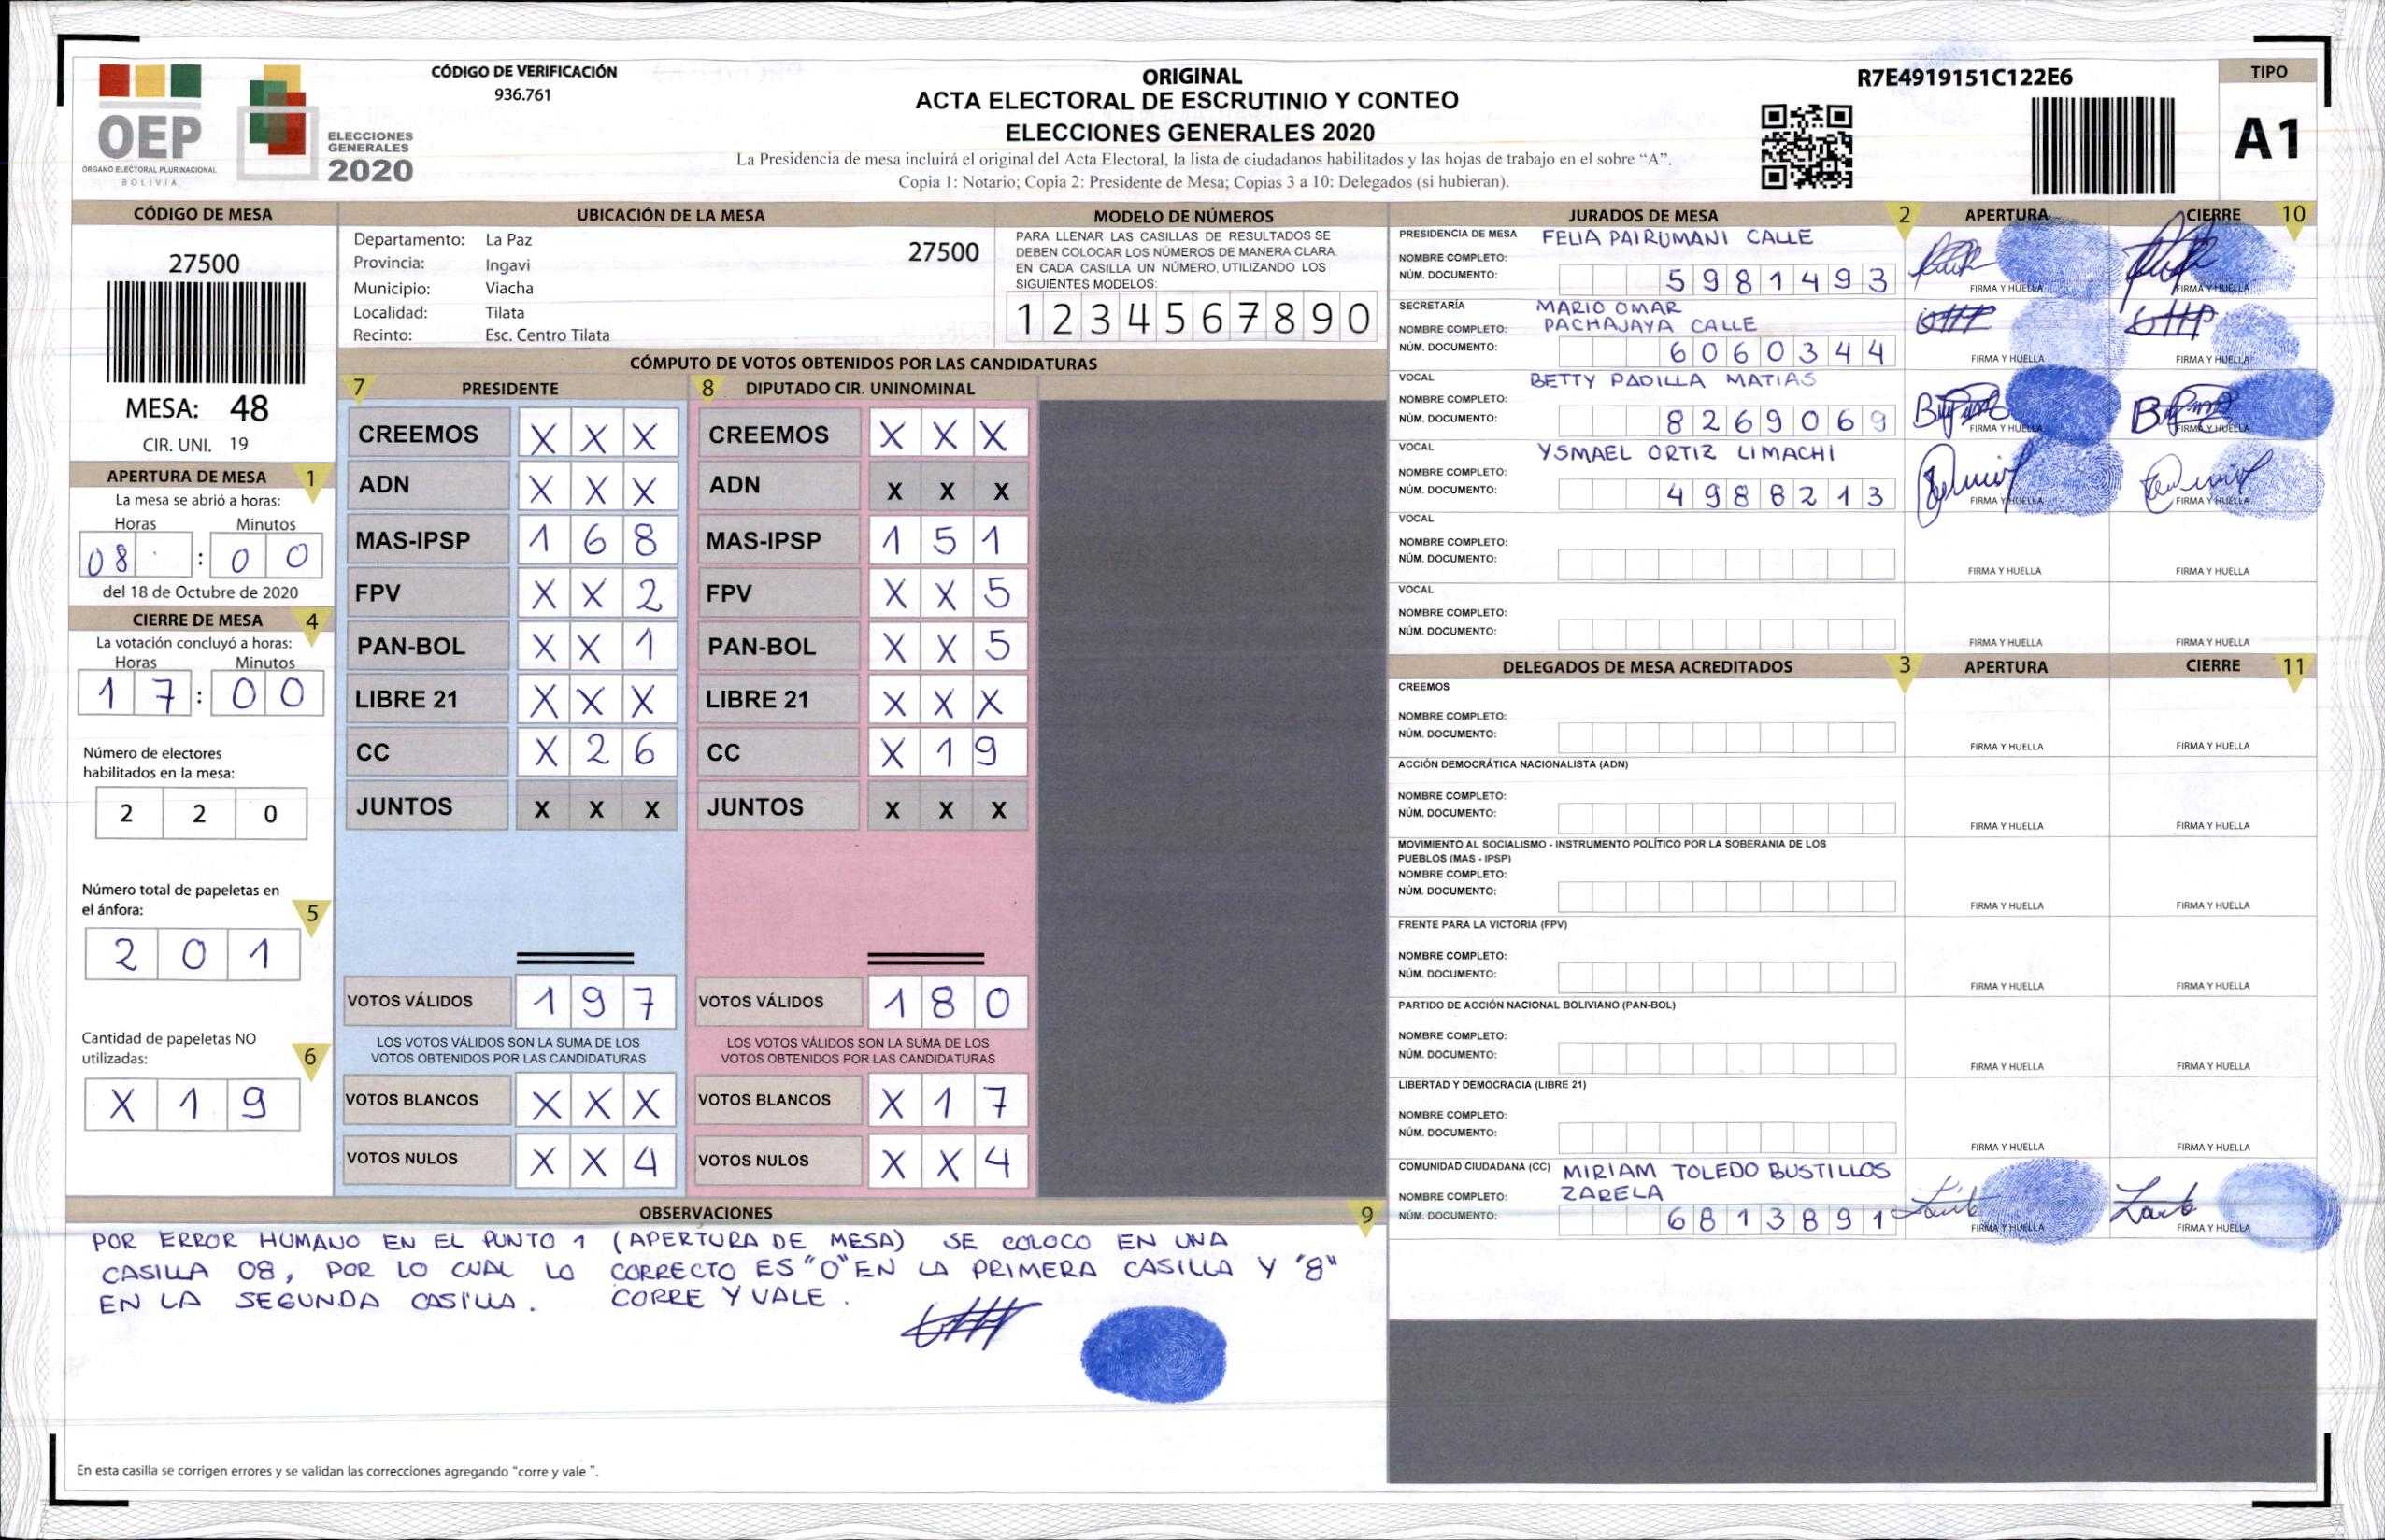 OEP
ÓRGANO ELECTORAL PLURINACIONAL
BOLIVIA
ELECCIONES
GENERALES
2020
CÓDIGO DE VERIFICACIÓN
936.761
ORIGINAL
ACTA ELECTORAL DE ESCRUTINIO Y CONTEO
ELECCIONES GENERALES 2020
La Presidencia de mesa incluirá el original del Acta Electoral, la lista de ciudadanos habilitados y las hojas de trabajo en el sobre “A”.
Copia 1: Notario; Copia 2: Presidente de Mesa; Copias 3 a 10: Delegados (si hubieran).
R7E4919151C122E6
TIPO
A1
CÓDIGO DE MESA
27500
MESA: 48
CIR. UNI. 19
APERTURA DE MESA 1
La mesa se abrió a horas:
Horas Minutos
08 : 0 0
del 18 de Octubre de 2020
CIERRE DE MESA 4
La votación concluyó a horas:
Horas Minutos
1 7 : 0 0
Número de electores
habilitados en la mesa:
2 2 0
Número total de papeletas en
el ánfora: 5
2 0 1
Cantidad de papeletas NO
utilizadas: 6
X 1 9
UBICACIÓN DE LA MESA
Departamento: La Paz 27500
Provincia: Ingavi
Municipio: Viacha
Localidad: Tilata
Recinto: Esc. Centro Tilata
MODELO DE NÚMEROS
PARA LLENAR LAS CASILLAS DE RESULTADOS SE
DEBEN COLOCAR LOS NÚMEROS DE MANERA CLARA.
EN CADA CASILLA UN NÚMERO, UTILIZANDO LOS
SIGUIENTES MODELOS:
1 2 3 4 5 6 7 8 9 0
CÓMPUTO DE VOTOS OBTENIDOS POR LAS CANDIDATURAS
7 PRESIDENTE
CREEMOS X X X
ADN X X X
MAS-IPSP 1 6 8
FPV X X 2
PAN-BOL X X 1
LIBRE 21 X X X
CC X 2 6
JUNTOS X X X
VOTOS VÁLIDOS 1 9 7
LOS VOTOS VÁLIDOS SON LA SUMA DE LOS
VOTOS OBTENIDOS POR LAS CANDIDATURAS
VOTOS BLANCOS X X X
VOTOS NULOS X X 4
8 DIPUTADO CIR. UNINOMINAL
CREEMOS X X X
ADN X X X
MAS-IPSP 1 5 1
FPV X X 5
PAN-BOL X X 5
LIBRE 21 X X X
CC X 1 9
JUNTOS X X X
VOTOS VÁLIDOS 1 8 0
LOS VOTOS VÁLIDOS SON LA SUMA DE LOS
VOTOS OBTENIDOS POR LAS CANDIDATURAS
VOTOS BLANCOS X 1 7
VOTOS NULOS X X 4
OBSERVACIONES 9
POR ERROR HUMANO EN EL PUNTO 1 (APERTURA DE MESA) SE COLOCO EN UNA
CASILLA 08, POR LO CUAL LO CORRECTO ES "0" EN LA PRIMERA CASILLA Y "8"
EN LA SEGUNDA CASILLA. CORRE Y VALE.
En esta casilla se corrigen errores y se validan las correcciones agregando “corre y vale ”.
JURADOS DE MESA 2 APERTURA CIERRE 10
PRESIDENCIA DE MESA FELIA PAIRUMANI CALLE
NOMBRE COMPLETO:
NÚM. DOCUMENTO: 5 9 8 1 4 9 3 FIRMA Y HUELLA FIRMA Y HUELLA
SECRETARÍA MARIO OMAR
NOMBRE COMPLETO: PACHAJAYA CALLE
NÚM. DOCUMENTO: 6 0 6 0 3 4 4 FIRMA Y HUELLA FIRMA Y HUELLA
VOCAL BETTY PADILLA MATIAS
NOMBRE COMPLETO:
NÚM. DOCUMENTO: 8 2 6 9 0 6 9 FIRMA Y HUELLA FIRMA Y HUELLA
VOCAL YSMAEL ORTIZ LIMACHI
NOMBRE COMPLETO:
NÚM. DOCUMENTO: 4 9 8 8 2 1 3 FIRMA Y HUELLA FIRMA Y HUELLA
VOCAL
NOMBRE COMPLETO:
NÚM. DOCUMENTO: FIRMA Y HUELLA FIRMA Y HUELLA
VOCAL
NOMBRE COMPLETO:
NÚM. DOCUMENTO: FIRMA Y HUELLA FIRMA Y HUELLA
DELEGADOS DE MESA ACREDITADOS 3 APERTURA CIERRE 11
CREEMOS
NOMBRE COMPLETO:
NÚM. DOCUMENTO: FIRMA Y HUELLA FIRMA Y HUELLA
ACCIÓN DEMOCRÁTICA NACIONALISTA (ADN)
NOMBRE COMPLETO:
NÚM. DOCUMENTO: FIRMA Y HUELLA FIRMA Y HUELLA
MOVIMIENTO AL SOCIALISMO - INSTRUMENTO POLÍTICO POR LA SOBERANIA DE LOS
PUEBLOS (MAS - IPSP)
NOMBRE COMPLETO:
NÚM. DOCUMENTO: FIRMA Y HUELLA FIRMA Y HUELLA
FRENTE PARA LA VICTORIA (FPV)
NOMBRE COMPLETO:
NÚM. DOCUMENTO: FIRMA Y HUELLA FIRMA Y HUELLA
PARTIDO DE ACCIÓN NACIONAL BOLIVIANO (PAN-BOL)
NOMBRE COMPLETO:
NÚM. DOCUMENTO: FIRMA Y HUELLA FIRMA Y HUELLA
LIBERTAD Y DEMOCRACIA (LIBRE 21)
NOMBRE COMPLETO:
NÚM. DOCUMENTO: FIRMA Y HUELLA FIRMA Y HUELLA
COMUNIDAD CIUDADANA (CC) MIRIAM TOLEDO BUSTILLOS
NOMBRE COMPLETO: ZARELA
NÚM. DOCUMENTO: 6 8 1 3 8 9 1 FIRMA Y HUELLA FIRMA Y HUELLA